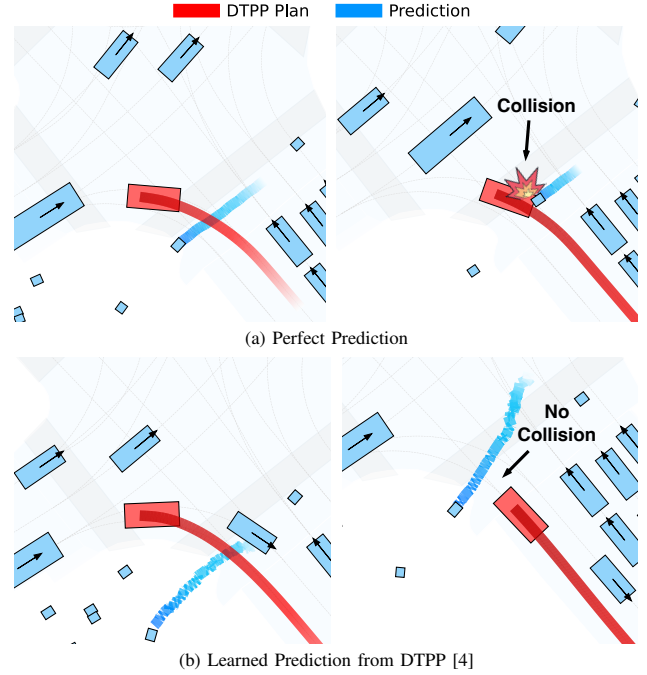 DTPP Plan
Prediction
Collision
(a) Perfect Prediction
No
Collision
(b) Learned Prediction from DTPP [4]